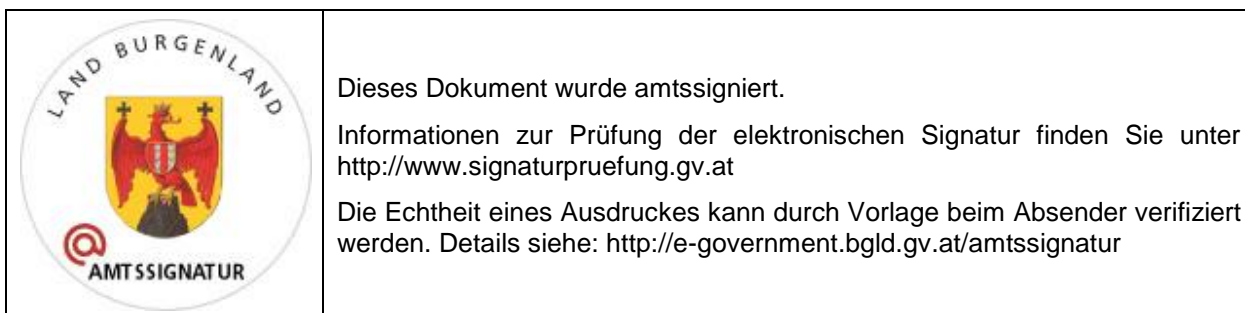 LAND BURGENLAND
@
AMTSSIGNATUR
Dieses Dokument wurde amtssigniert.
Informationen zur Prüfung der elektronischen Signatur finden Sie unter
http://www.signaturpruefung.gv.at
Die Echtheit eines Ausdruckes kann durch Vorlage beim Absender verifiziert
werden. Details siehe: http://e-government.bgld.gv.at/amtssignatur